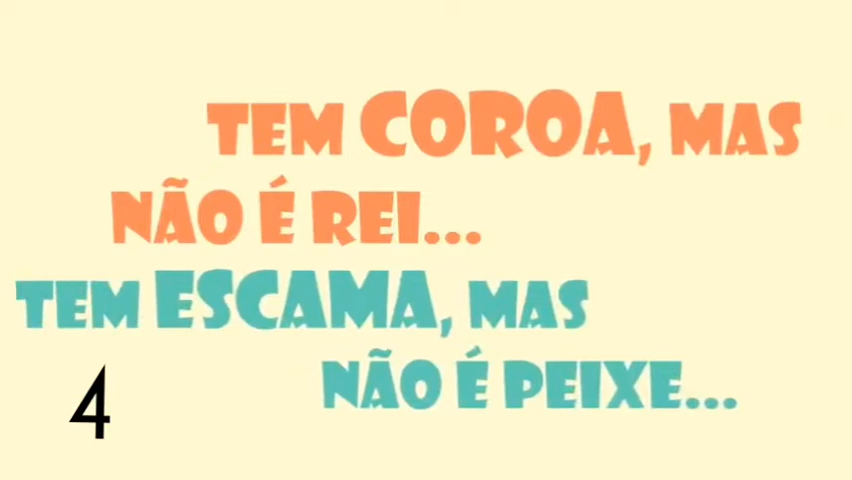 TEM COROA, MAS
NÃO É REI...
TEM ESCAMA, MAS
NÃO É PEIXE...
4